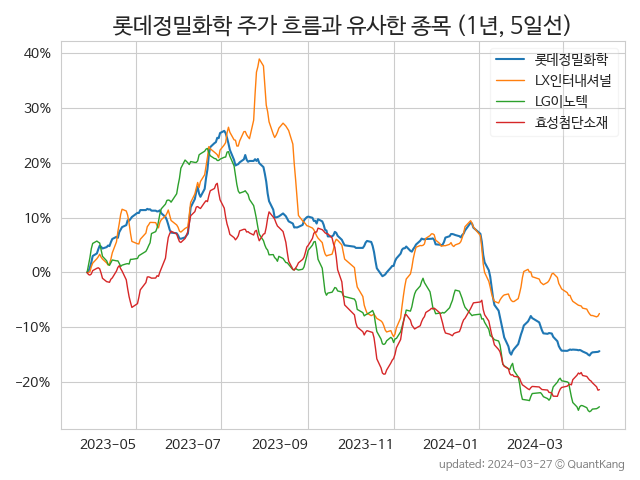 롯데정밀화학 주가 흐름과 유사한 종목 (1년, 5일선)
40%
30%
20%
10%
0%
−10%
−20%
롯데정밀화학
LX인터내셔널
LG이노텍
효성첨단소재
2023-05 2023-07 2023-09 2023-11 2024-01 2024-03
updated: 2024-03-27 © QuantKang